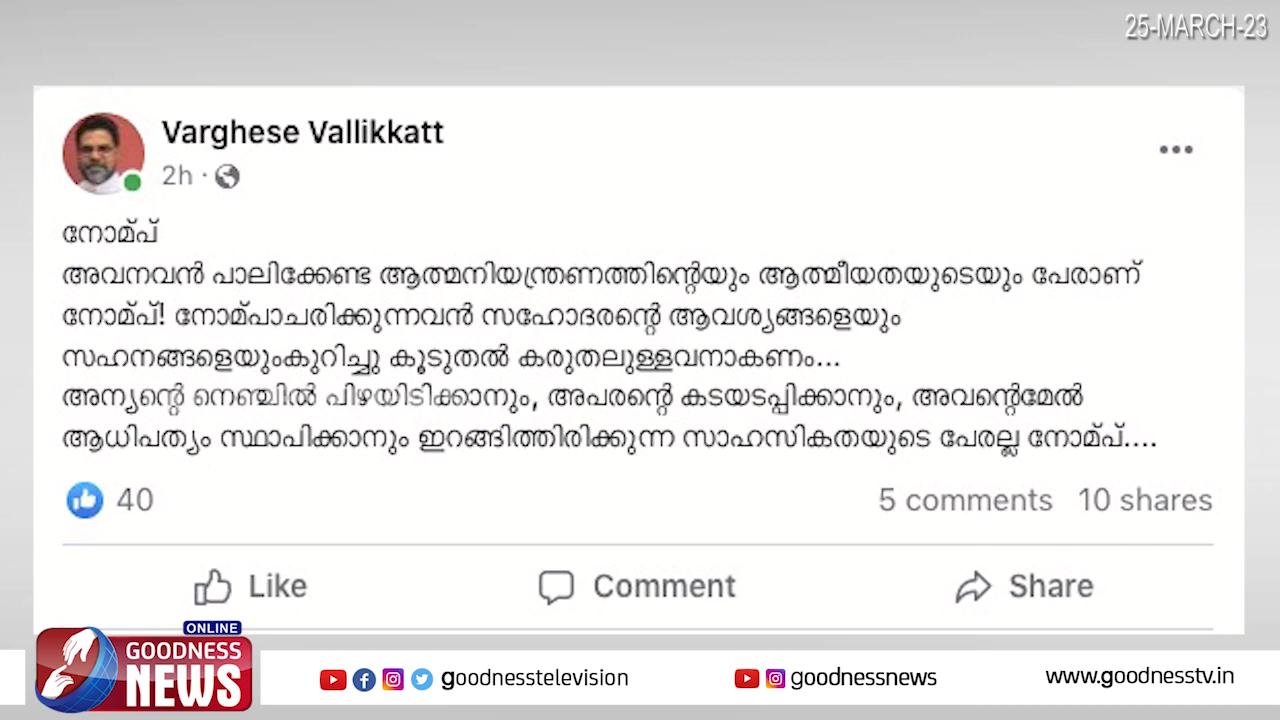 25-MARCH-23
Varghese Vallikkatt
2h ·
നോമ്പ്
അവനവൻ പാലിക്കേണ്ട ആത്മനിയന്ത്രണത്തിന്റെയും ആത്മീയതയുടെയും പേരാണ്
നോമ്പ്! നോമ്പാചരിക്കുന്നവൻ സഹോദരന്റെ ആവശ്യങ്ങളെയും
സഹനങ്ങളെയുംകുറിച്ചു കൂടുതൽ കരുതലുള്ളവനാകണം...
അന്യന്റെ നെഞ്ചിൽ പിഴയിടിക്കാനും, അപരന്റെ കടയടപ്പിക്കാനും, അവന്റെമേൽ
ആധിപത്യം സ്ഥാപിക്കാനും ഇറങ്ങിത്തിരിക്കുന്ന സാഹസികതയുടെ പേരല്ല നോമ്പ്....
40 5 comments 10 shares
Like Comment Share
ONLINE
GOODNESS
NEWS
goodnesstelevision goodnessnews www.goodnesstv.in